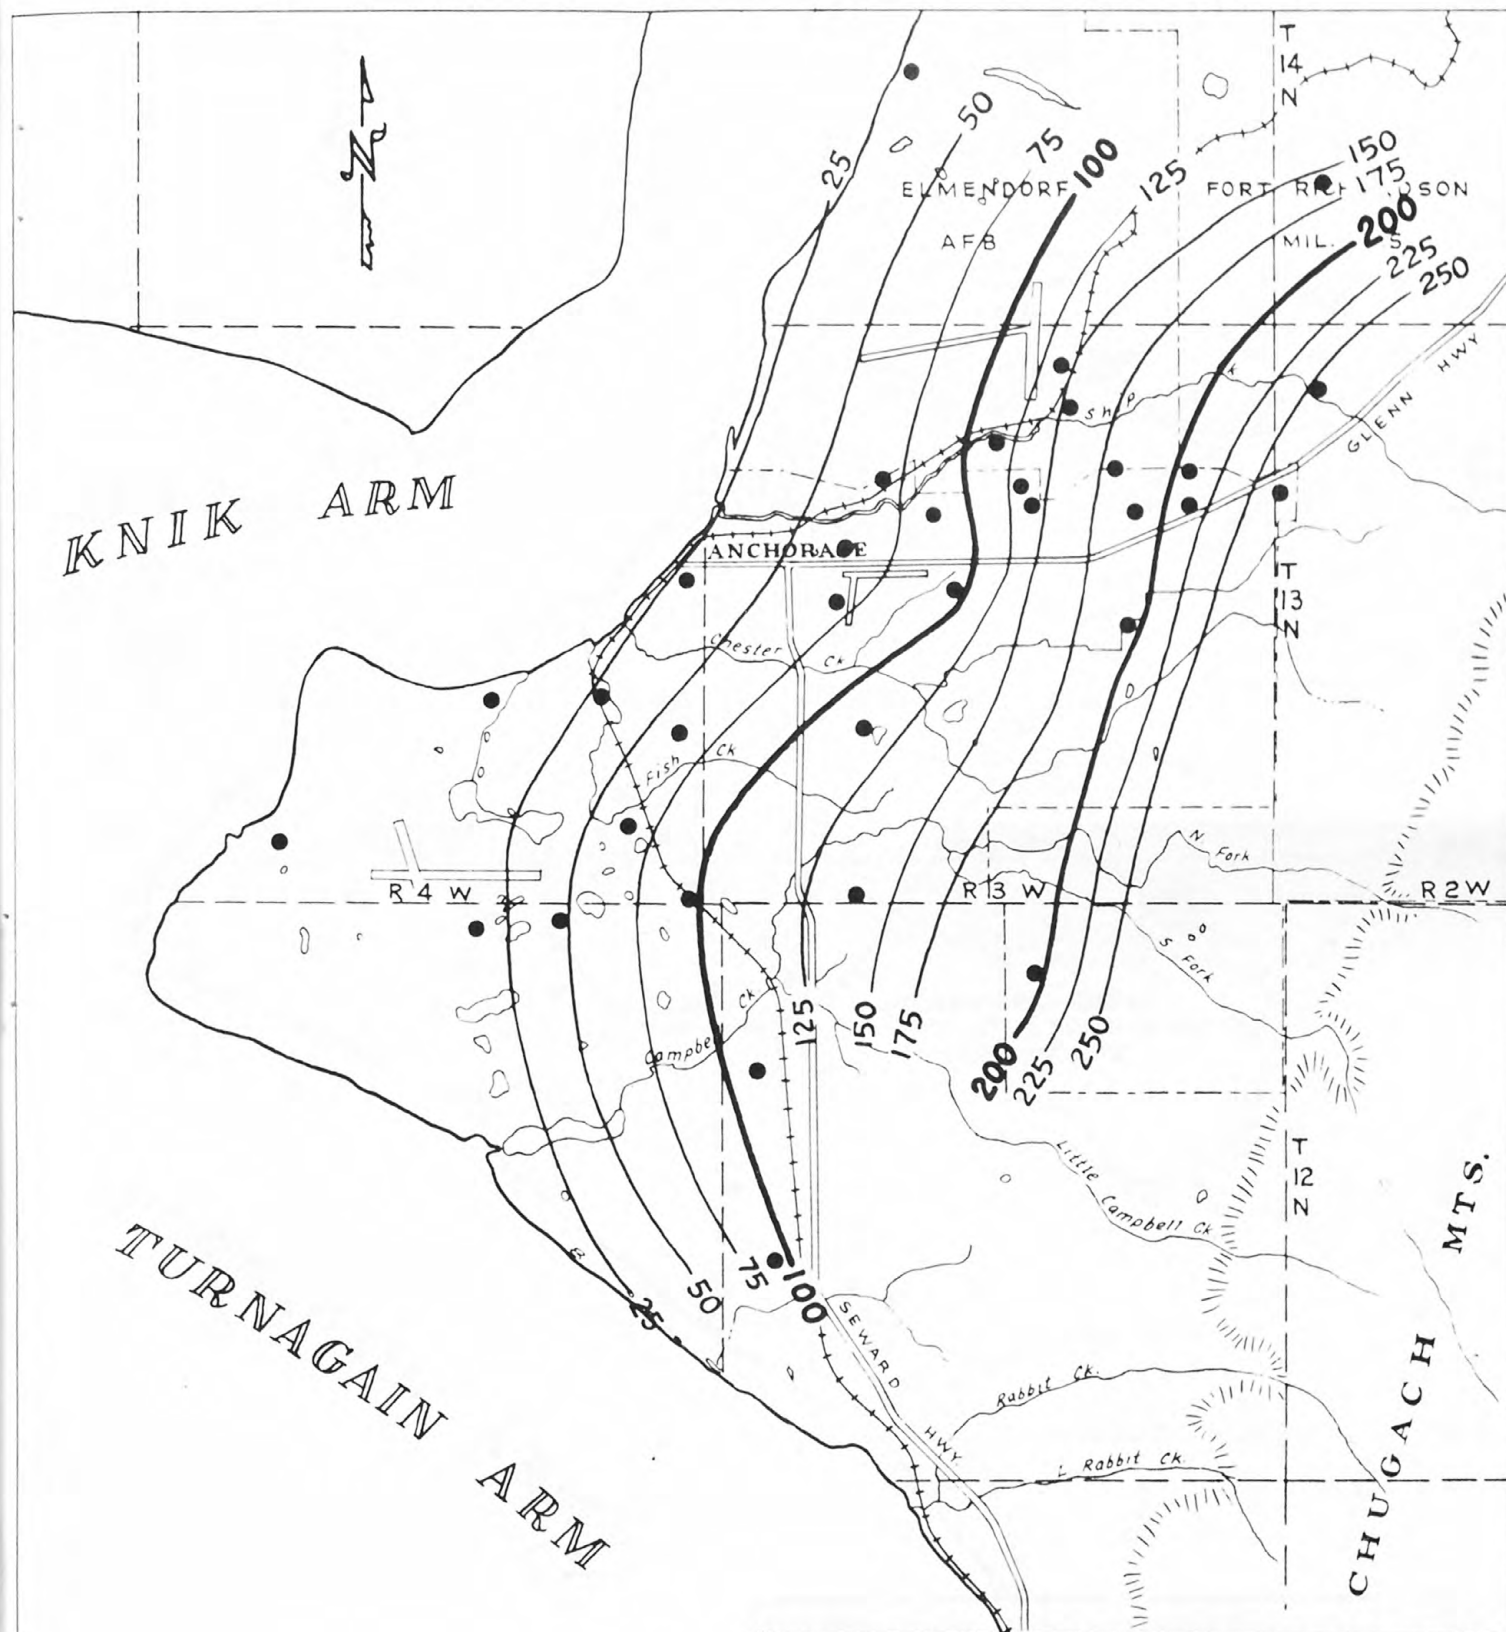 T
14
N
50
75
100
25
125
150
175
ELMENDORF
FORT
200
AFB
MIL.
225
250
HWY
GLENN
Ship
KNIK ARM
ANCHORAGE
T
13
N
Chester Ck
Fish Ck
N Fork
R 4 W
R 3 W
R 2 W
S Fork
Campbell Ck
125
150
175
200
225
250
T
12
N
Little Campbell Ck
TURNAGAIN ARM
25
50
75
100
SEWARD HWY.
Rabbit Ck.
L Rabbit Ck.
CHUGACH MTS.